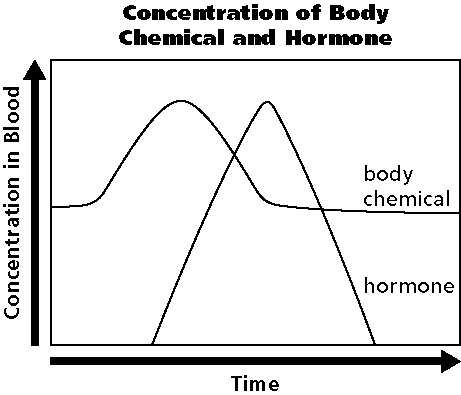 Concentration of Body
Chemical and Hormone
Concentration in Blood
body
chemical
hormone
Time